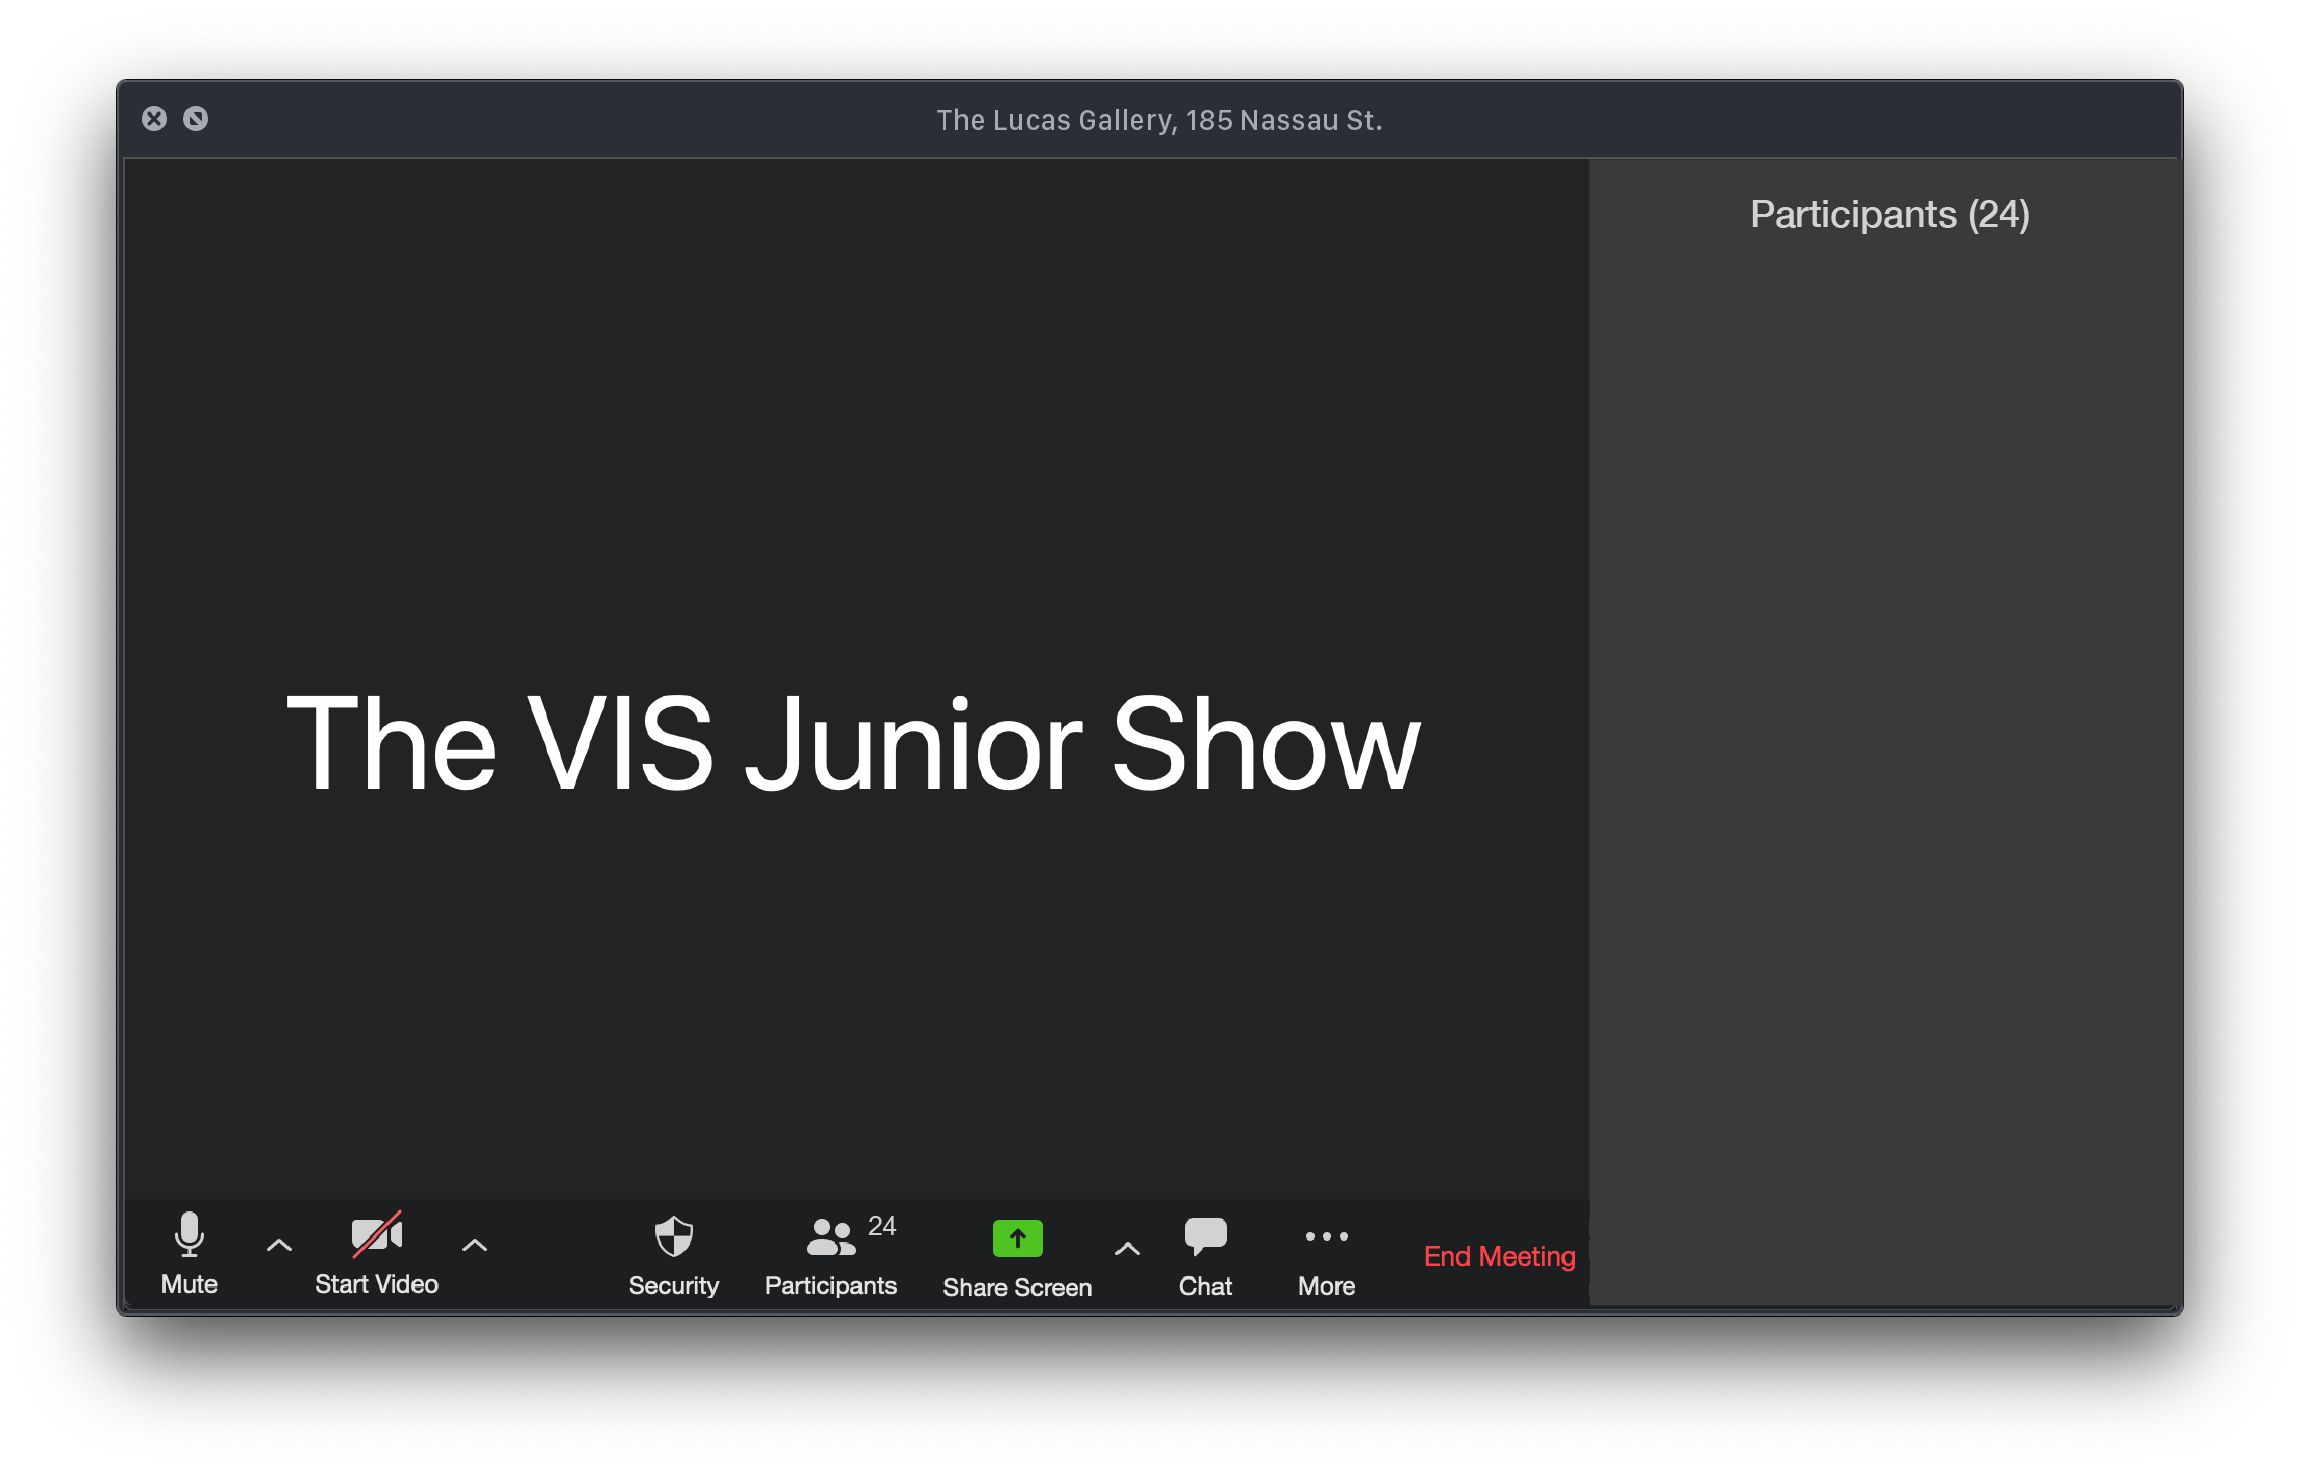 The Lucas Gallery, 185 Nassau St.
Participants (24)
The VIS Junior Show
24
Mute
Start Video
Security
Participants
Share Screen
Chat
More
End Meeting